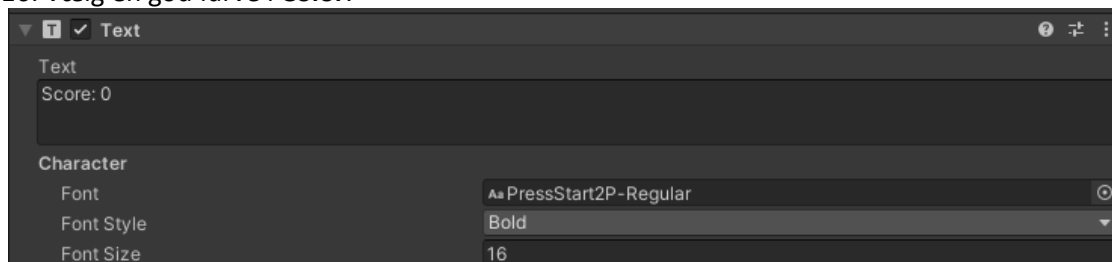 Text
Text
Score: 0
Character
Font Aa PressStart2P-Regular
Font Style Bold
Font Size 16